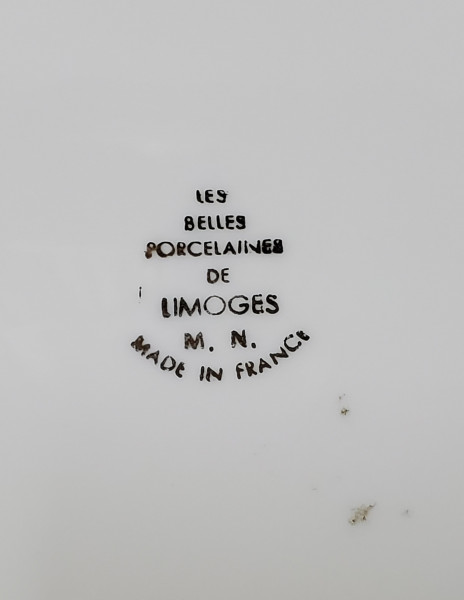 LES
BELLES
PORCELAINES
DE
LIMOGES
M. N.
MADE IN FRANCE